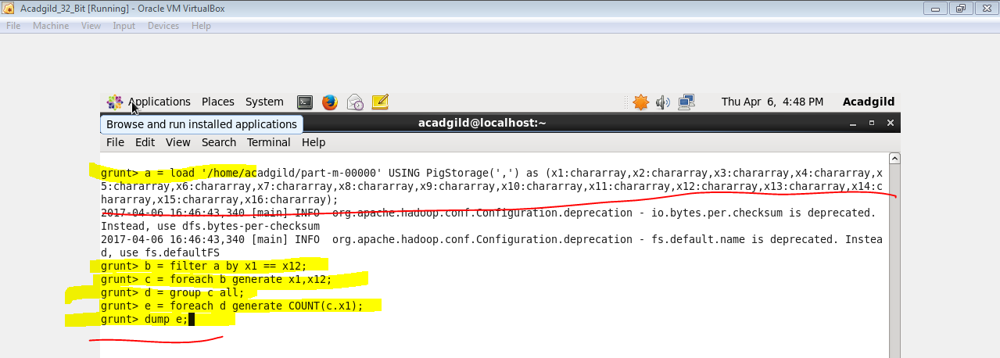 Acadgild_32_Bit [Running] - Oracle VM VirtualBox
File Machine View Input Devices Help
Applications Places System Thu Apr 6, 4:48 PM Acadgild
Browse and run installed applications
acadgild@localhost:~
File Edit View Search Terminal Help
grunt> a = load '/home/acadgild/part-m-00000' USING PigStorage(',') as (x1:chararray,x2:chararray,x3:chararray,x4:chararray,x
5:chararray,x6:chararray,x7:chararray,x8:chararray,x9:chararray,x10:chararray,x11:chararray,x12:chararray,x13:chararray,x14:c
hararray,x15:chararray,x16:chararray);
2017-04-06 16:46:43,340 [main] INFO  org.apache.hadoop.conf.Configuration.deprecation - io.bytes.per.checksum is deprecated.
Instead, use dfs.bytes-per-checksum
2017-04-06 16:46:43,340 [main] INFO  org.apache.hadoop.conf.Configuration.deprecation - fs.default.name is deprecated. Instea
d, use fs.defaultFS
grunt> b = filter a by x1 == x12;
grunt> c = foreach b generate x1,x12;
grunt> d = group c all;
grunt> e = foreach d generate COUNT(c.x1);
grunt> dump e;